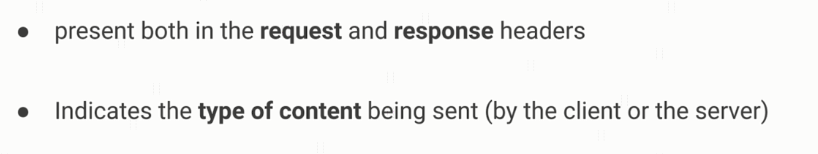 ● present both in the request and response headers
● Indicates the type of content being sent (by the client or the server)